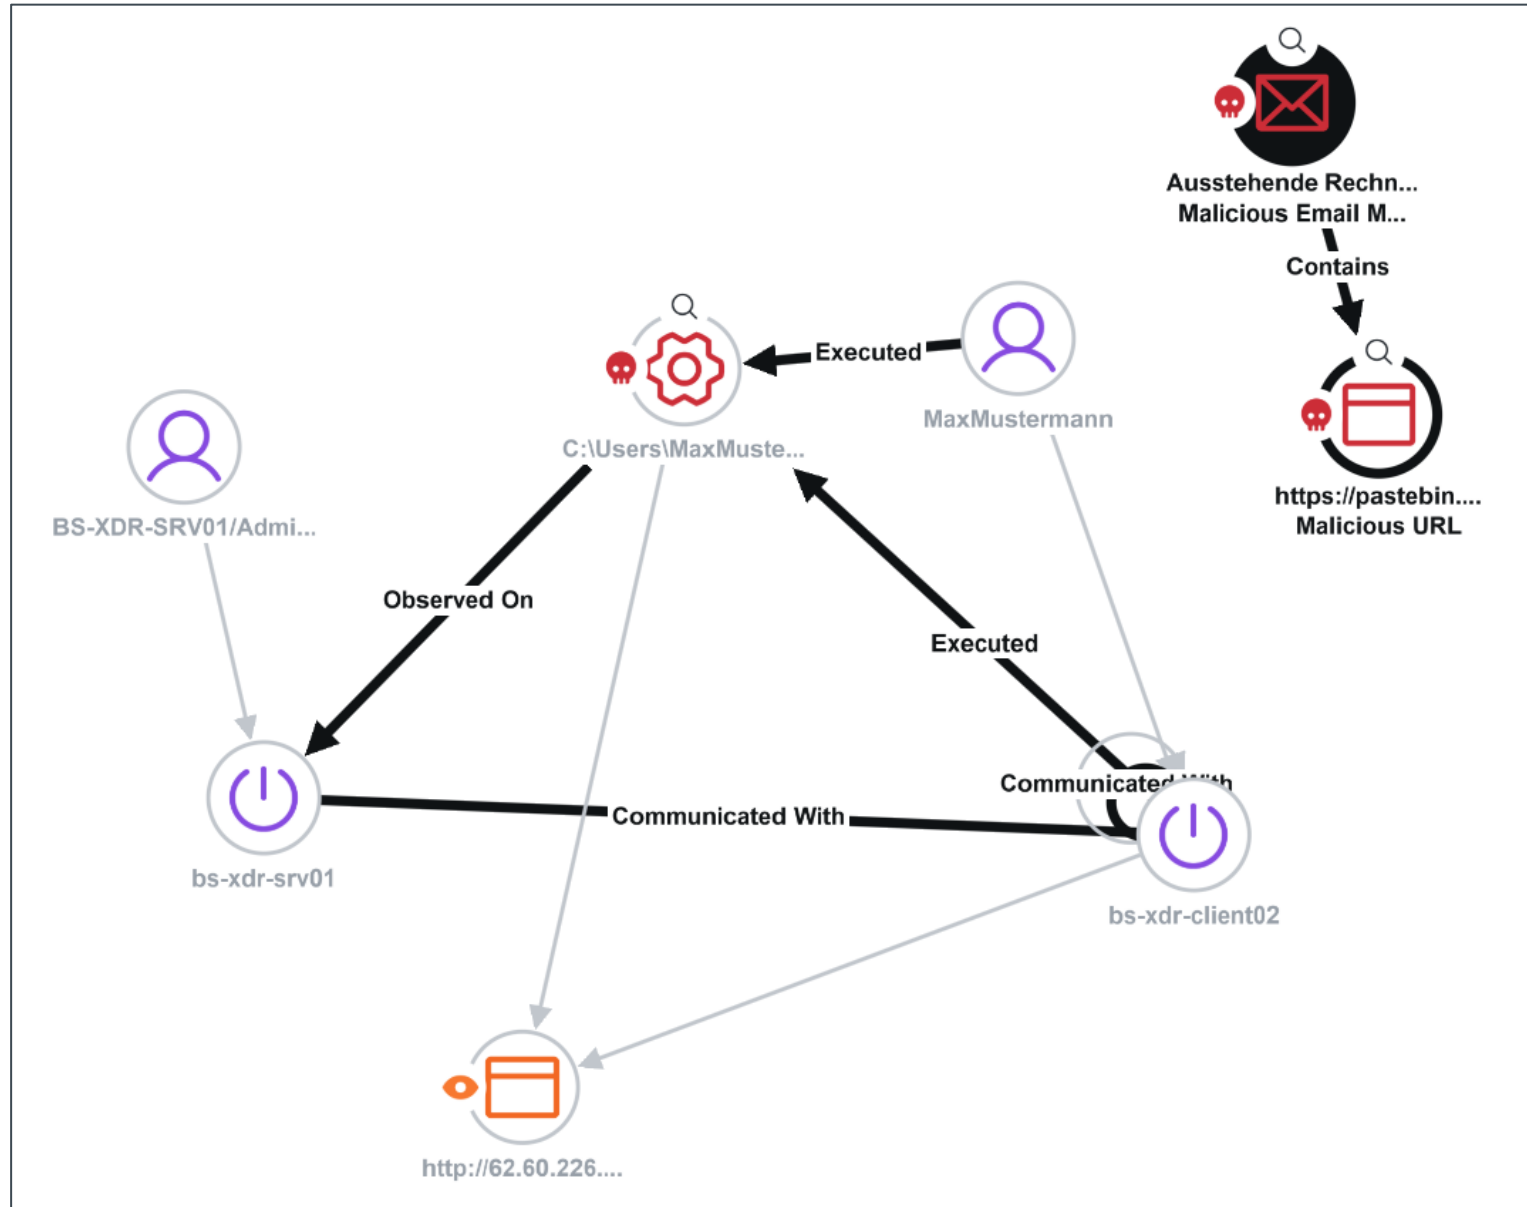 Ausstehende Rechn...
Malicious Email M...
Contains
Executed
MaxMustermann
C:\Users\MaxMuste...
https://pastebin....
Malicious URL
BS-XDR-SRV01/Admi...
Observed On
Executed
Communicated With
Communicated With
bs-xdr-srv01
bs-xdr-client02
http://62.60.226....